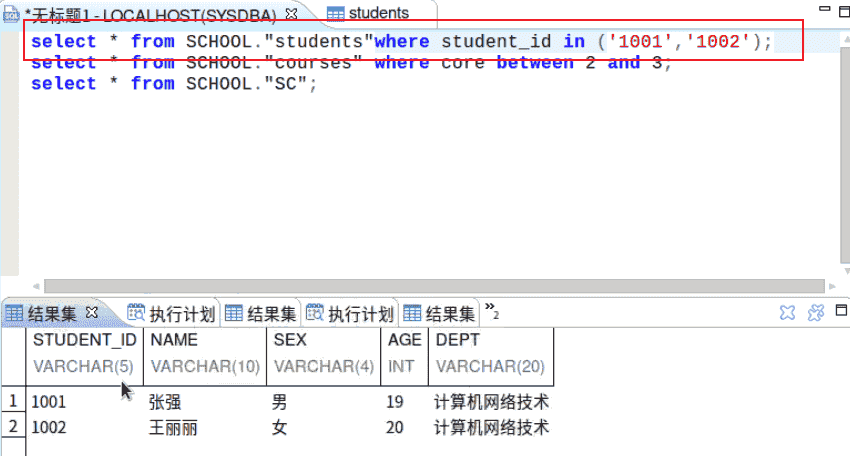 *无标题1 - LOCALHOST(SYSDBA) students
select * from SCHOOL."students"where student_id in ('1001','1002');
select * from SCHOOL."courses" where core between 2 and 3;
select * from SCHOOL."SC";
结果集 执行计划 结果集 执行计划 结果集 »2
STUDENT_ID NAME SEX AGE DEPT
VARCHAR(5) VARCHAR(10) VARCHAR(4) INT VARCHAR(20)
1 1001 张强 男 19 计算机网络技术
2 1002 王丽丽 女 20 计算机网络技术